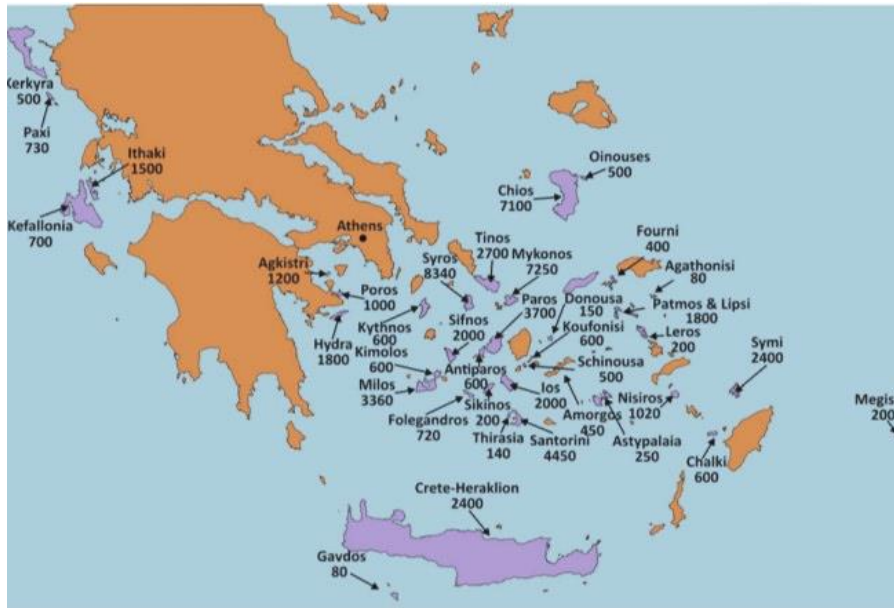 Kerkyra
500
Paxi
730
Ithaki
1500
Kefallonia
700
Oinouses
500
Chios
7100
Athens
Agkistri
1200
Poros
1000
Hydra
1800
Kythnos
600
Syros
8340
Tinos
2700
Mykonos
7250
Paros
3700
Sifnos
2000
Kimolos
600
Milos
3360
Antiparos
600
Folegandros
720
Sikinos
200
Thirasia
140
Santorini
4450
Ios
2000
Donousa
150
Koufonisi
600
Schinousa
500
Amorgos
450
Astypalaia
250
Fourni
400
Agathonisi
80
Patmos & Lipsi
1800
Leros
200
Nisiros
1020
Symi
2400
Chalki
600
Megis
200
Crete-Heraklion
2400
Gavdos
80